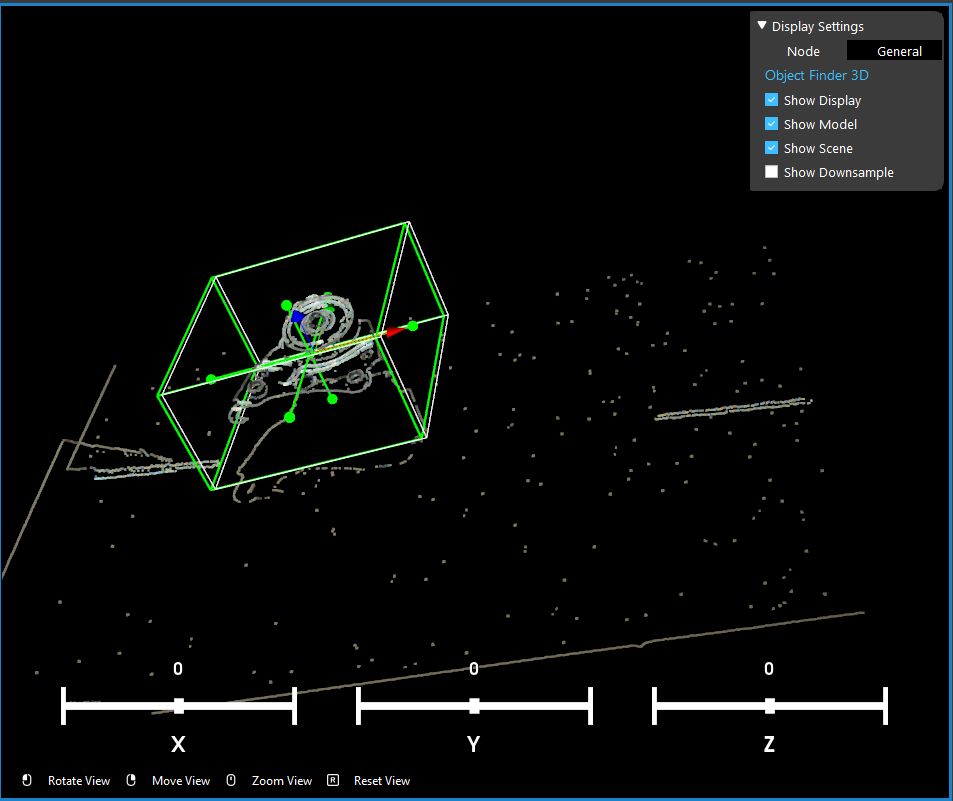 Display Settings
Node General
Object Finder 3D
Show Display
Show Model
Show Scene
Show Downsample
0 0 0
X Y Z
Rotate View Move View Zoom View R Reset View